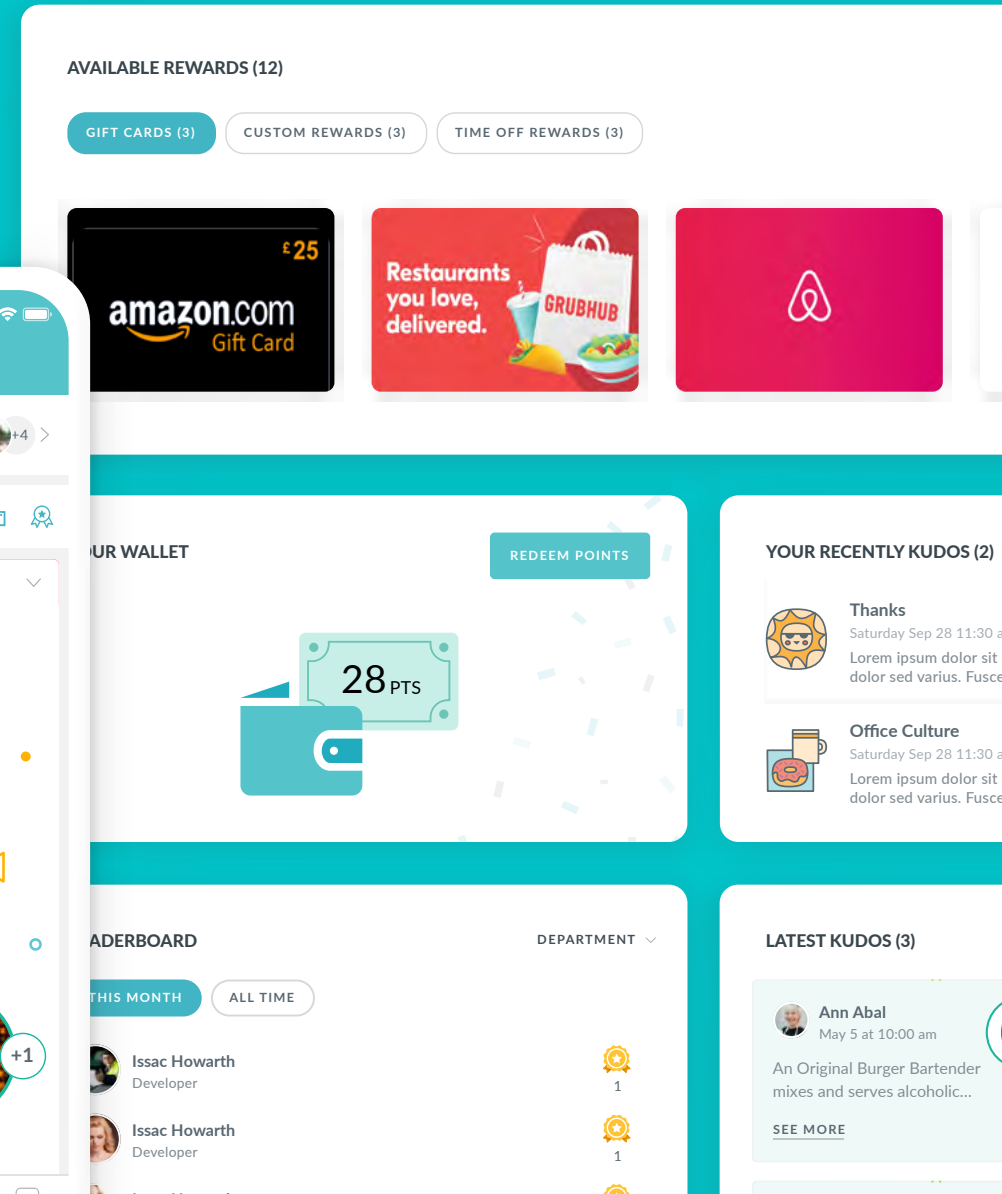 AVAILABLE REWARDS (12)
GIFT CARDS (3)
CUSTOM REWARDS (3)
TIME OFF REWARDS (3)
£25
amazon.com
Gift Card
Restaurants
you love,
delivered.
GRUBHUB
+4
OUR WALLET
REDEEM POINTS
28 PTS
YOUR RECENTLY KUDOS (2)
Thanks
Saturday Sep 28 11:30 a
Lorem ipsum dolor sit
dolor sed varius. Fusce
Office Culture
Saturday Sep 28 11:30 a
Lorem ipsum dolor sit
dolor sed varius. Fusce
ADERBOARD
DEPARTMENT
THIS MONTH
ALL TIME
Issac Howarth
Developer
1
Issac Howarth
Developer
1
+1
LATEST KUDOS (3)
Ann Abal
May 5 at 10:00 am
An Original Burger Bartender
mixes and serves alcoholic...
SEE MORE